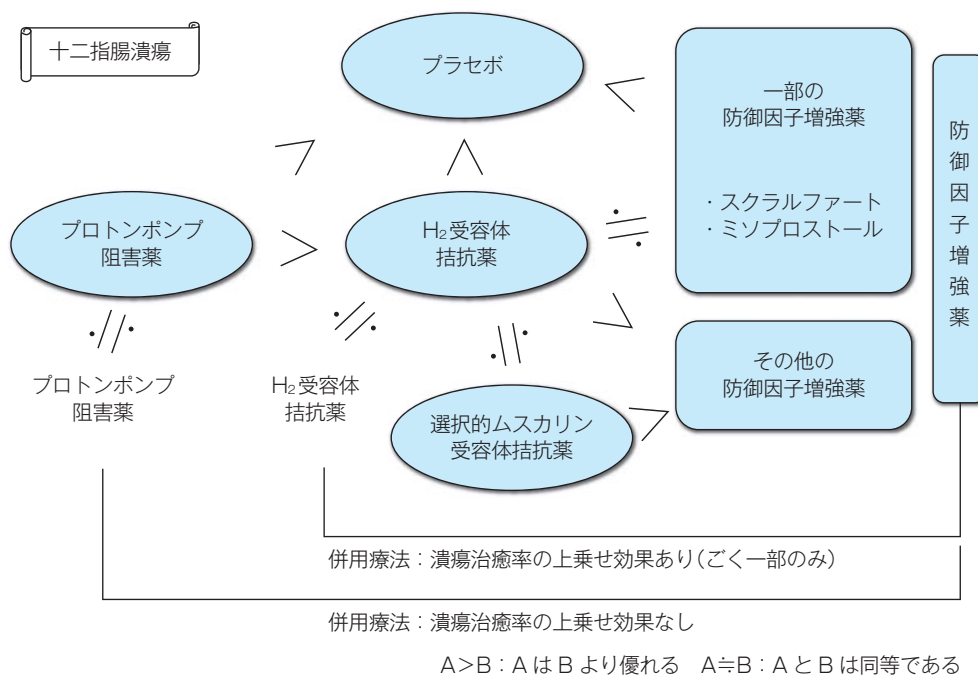 十二指腸潰瘍
プラセボ
一部の
防御因子増強薬
・スクラルファート
・ミソプロストール
防御因子増強薬
＞
＞
＞
プロトンポンプ
阻害薬
＞
H₂受容体
拮抗薬
≒
≒
≒
≒
＞
プロトンポンプ
阻害薬
H₂受容体
拮抗薬
その他の
防御因子増強薬
選択的ムスカリン
受容体拮抗薬
＞
併用療法：潰瘍治癒率の上乗せ効果あり(ごく一部のみ)
併用療法：潰瘍治癒率の上乗せ効果なし
A>B：A は B より優れる　A≒B：A と B は同等である